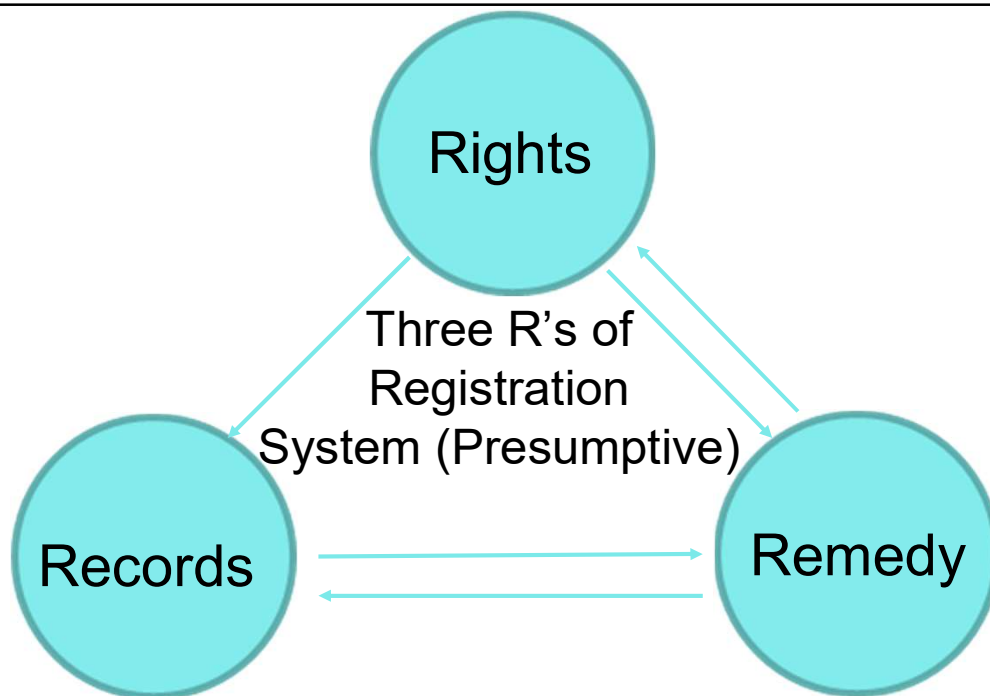 Rights
Three R’s of
Registration
System (Presumptive)
Records
Remedy